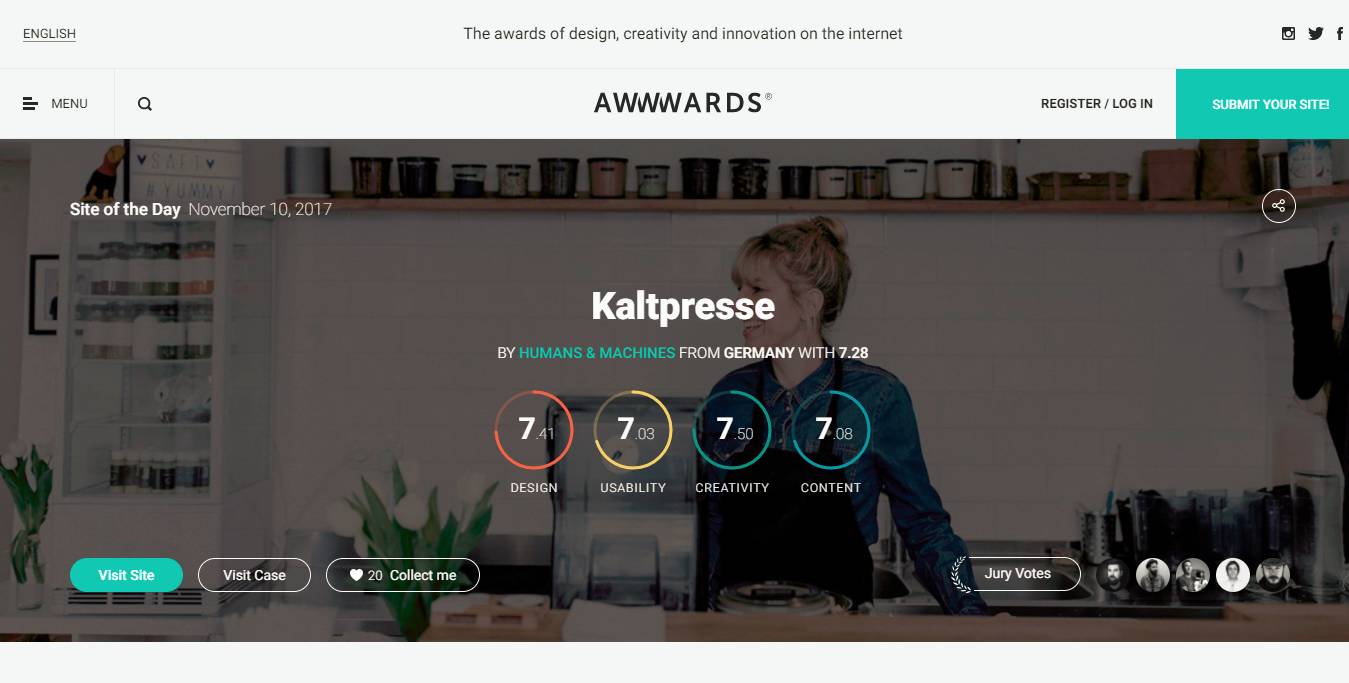 ENGLISH
The awards of design, creativity and innovation on the internet
MENU
AWWWARDS®
REGISTER / LOG IN
SUBMIT YOUR SITE!
# YUMMY!
Site of the Day November 10, 2017
Kaltpresse
BY HUMANS & MACHINES FROM GERMANY WITH 7.28
7.41
7.03
7.50
7.08
DESIGN
USABILITY
CREATIVITY
CONTENT
Visit Site
Visit Case
20 Collect me
Jury Votes